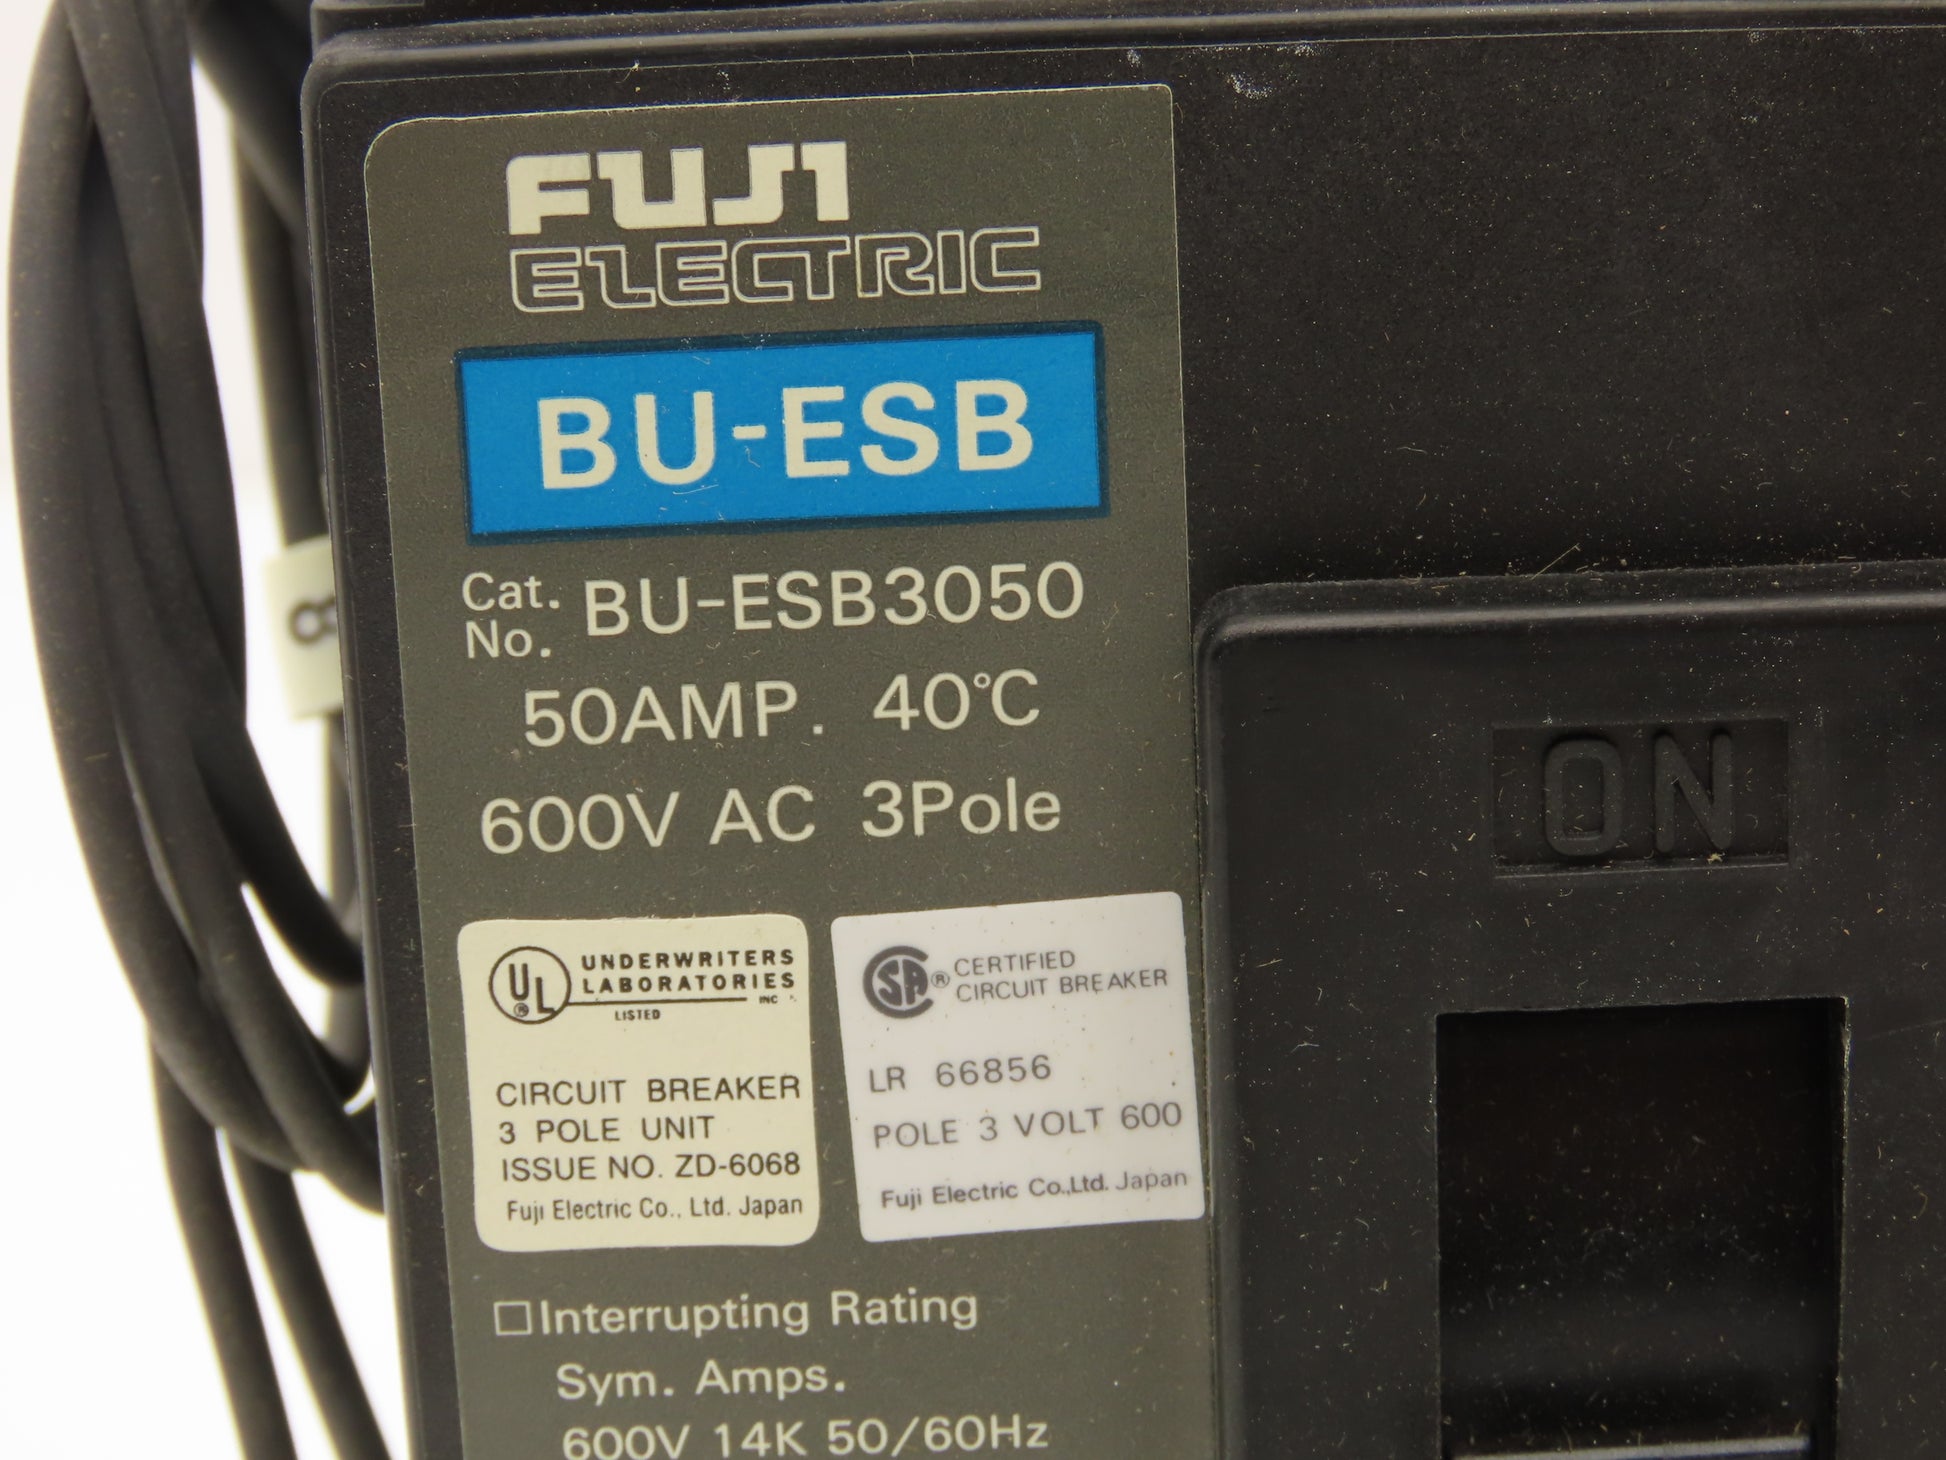 FUJI
ELECTRIC
BU-ESB
Cat. No. BU-ESB3050
50AMP. 40℃
600V AC 3Pole
UL ® UNDERWRITERS
LABORATORIES
INC.
LISTED
CIRCUIT BREAKER
3 POLE UNIT
ISSUE NO. ZD-6068
Fuji Electric Co., Ltd. Japan
SA ® CERTIFIED
CIRCUIT BREAKER
LR 66856
POLE 3 VOLT 600
Fuji Electric Co.,Ltd. Japan
□Interrupting Rating
Sym. Amps.
600V 14K 50/60Hz
ON